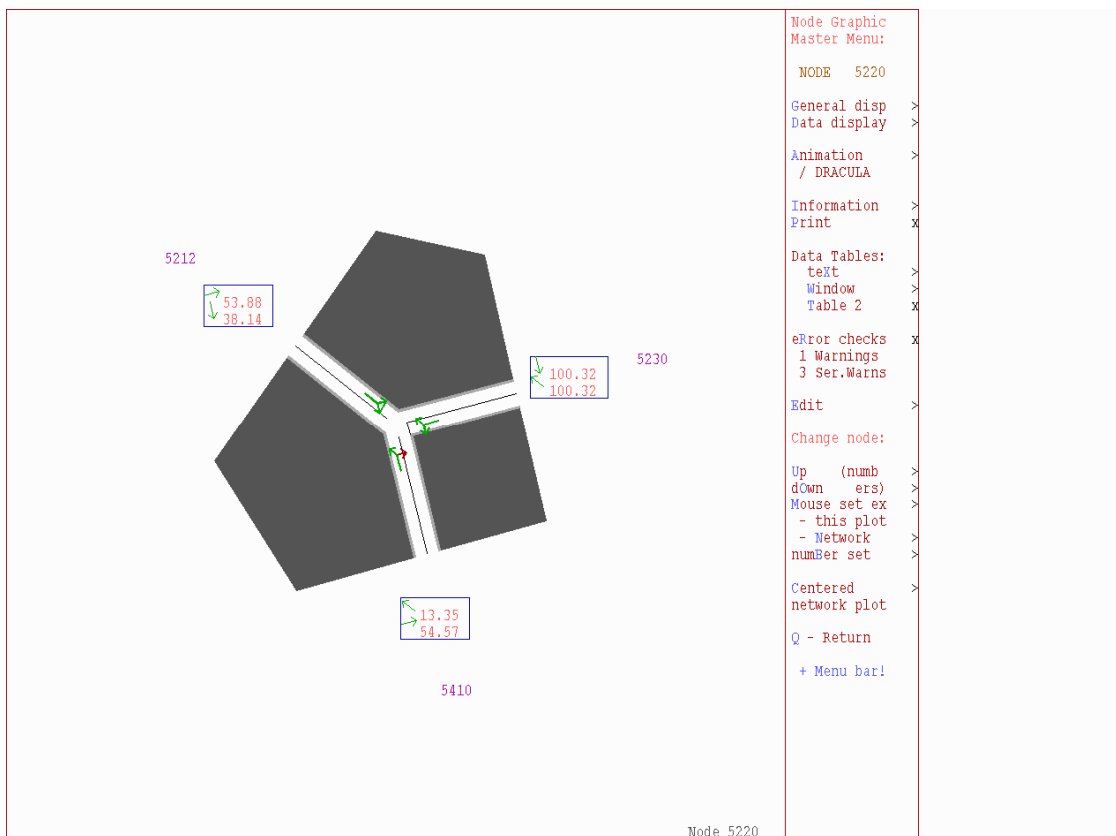 5212
53.88
38.14
5230
100.32
100.32
13.35
54.57
5410
Node 5220
Node Graphic
Master Menu:
NODE 5220
General disp >
Data display >
Animation >
/ DRACULA
Information >
Print x
Data Tables:
teXt >
Window >
Table 2 x
eRror checks x
1 Warnings
3 Ser.Warns
Edit >
Change node:
Up (numb >
dOwn ers) >
Mouse set ex >
- this plot
- Network >
numBer set >
Centered >
network plot
Q - Return
+ Menu bar!